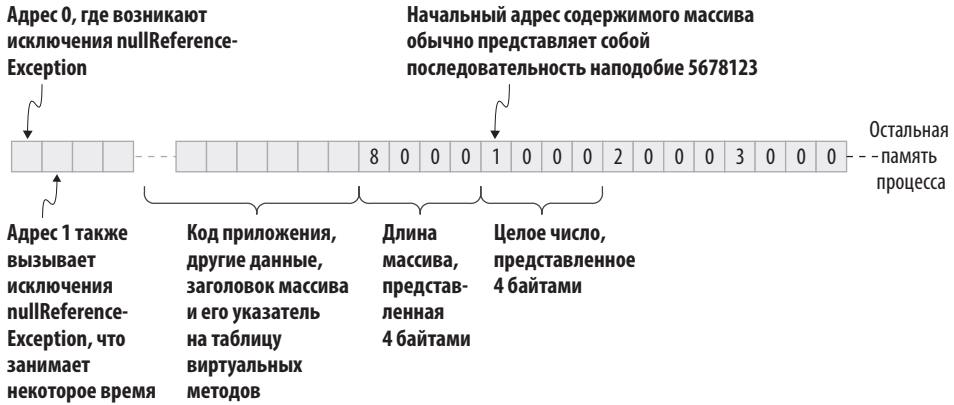 Адрес 0, где возникают
исключения nullReference-
Exception
Начальный адрес содержимого массива
обычно представляет собой
последовательность наподобие 5678123
8 0 0 0 1 0 0 0 2 0 0 0 3 0 0 0
Остальная
память
процесса
Адрес 1 также
вызывает
исключения
nullReference-
Exception, что
занимает
некоторое время
Код приложения,
другие данные,
заголовок массива
и его указатель
на таблицу
виртуальных
методов
Длина
массива,
представ-
ленная
4 байтами
Целое число,
представленное
4 байтами